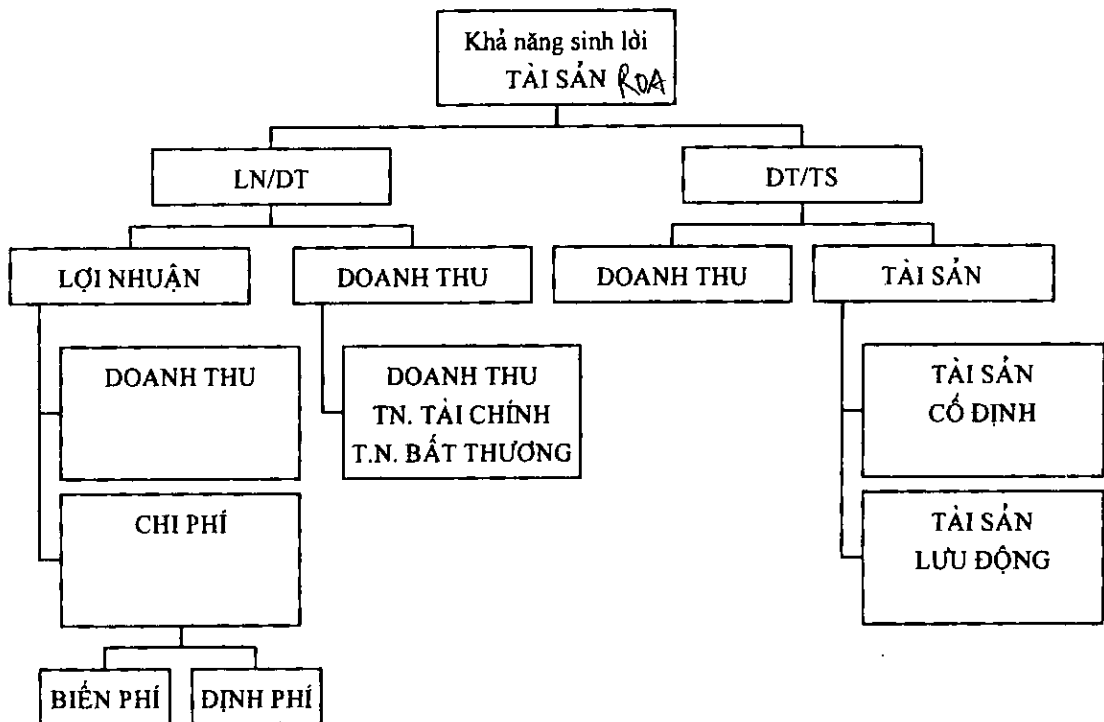 Khả năng sinh lời
TÀI SẢN ROA
LN/DT
DT/TS
LỢI NHUẬN
DOANH THU
DOANH THU
TÀI SẢN
DOANH THU
DOANH THU
TN. TÀI CHÍNH
T.N. BẤT THƯƠNG
TÀI SẢN
CỐ ĐỊNH
CHI PHÍ
TÀI SẢN
LƯU ĐỘNG
BIẾN PHÍ
ĐỊNH PHÍ